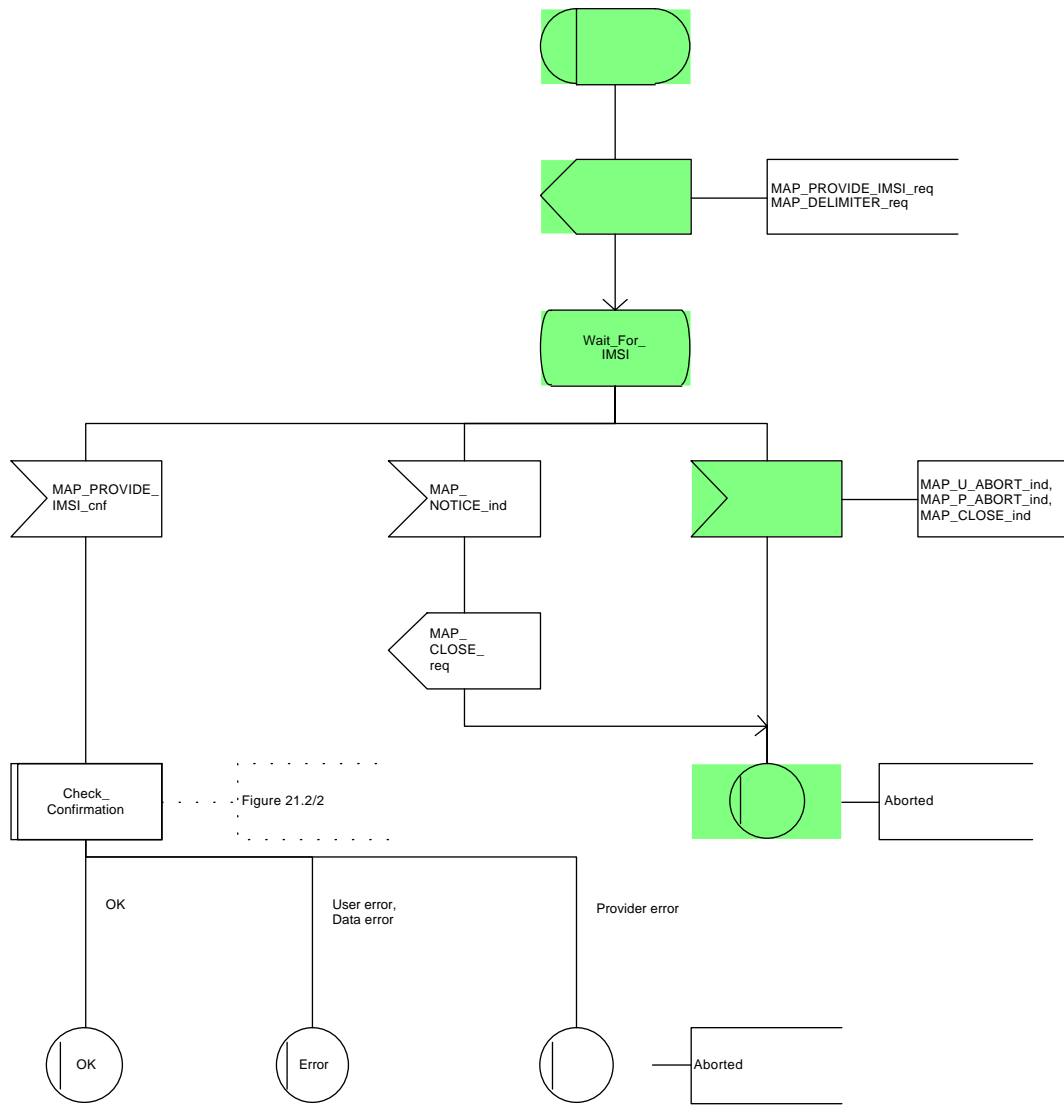 MAP_PROVIDE_IMSI_req
MAP_DELIMITER_req
Wait_For_
IMSI
MAP_PROVIDE_
IMSI_cnf
MAP_
NOTICE_ind
MAP_U_ABORT_ind,
MAP_P_ABORT_ind,
MAP_CLOSE_ind
MAP_
CLOSE_
req
Check_
Confirmation
Figure 21.2/2
Aborted
OK
User error,
Data error
Provider error
OK
Error
Aborted